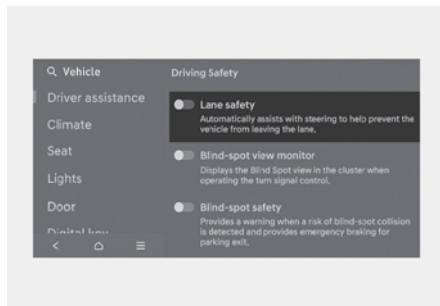 Vehicle
Driving Safety
Driver assistance
Climate
Seat
Lights
Door
Digital key
Lane safety
Automatically assists with steering to help prevent the
vehicle from leaving the lane.
Blind-spot view monitor
Displays the Blind Spot view in the cluster when
operating the turn signal control.
Blind-spot safety
Provides a warning when a risk of blind-spot collision
is detected and provides emergency braking for
parking exit.